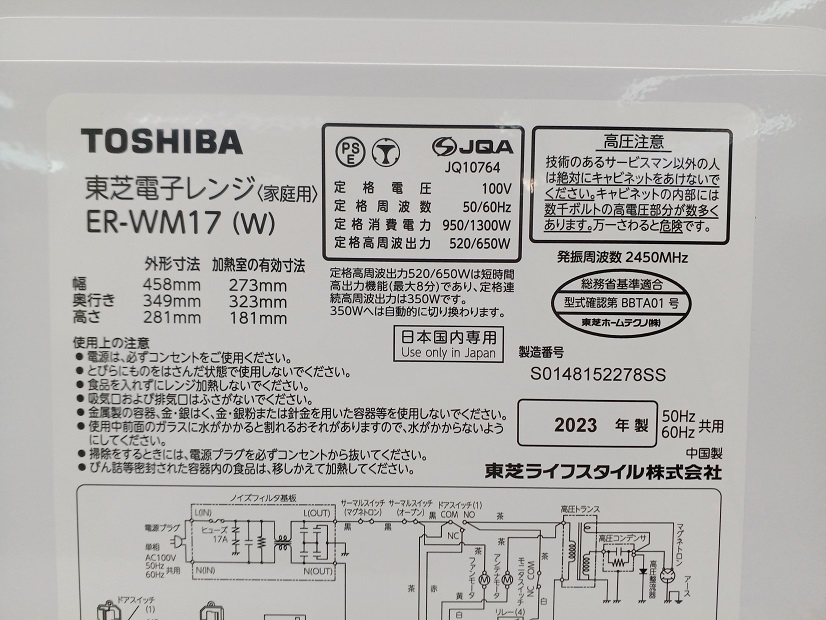 TOSHIBA
東芝電子レンジ〈家庭用〉
ER-WM17 (W)
外形寸法 加熱室の有効寸法
幅 458mm 273mm
奥行き 349mm 323mm
高さ 281mm 181mm
PS
E
JQA
JQ10764
定格電圧 100V
定格周波数 50/60Hz
定格消費電力 950/1300W
定格高周波出力 520/650W
定格高周波出力520/650Wは短時間
高出力機能(最大8分)であり、定格連
続高周波出力は350Wです。
350Wへは自動的に切り換わります。
日本国内専用
Use only in Japan
高圧注意
技術のあるサービスマン以外の人
は絶対にキャビネットをあけないで
ください。キャビネットの内部には
数千ボルトの高電圧部分が数多く
あります。万一さわると危険です。
発振周波数 2450MHz
総務省基準適合
型式確認第 BBTA01 号
東芝ホームテクノ(株)
製造番号
S0148152278SS
2023 年製
50Hz
60Hz 共用
中国製
東芝ライフスタイル株式会社
使用上の注意
● 電源は、必ずコンセントをご使用ください。
● とびらにものをはさんだ状態で使用しないでください。
● 食品を入れずにレンジ加熱しないでください。
● 吸気口および排気口はふさがないでください。
● 金属製の容器、金・銀はく、金・銀粉または針金を用いた容器等を使用しないでください。
● 使用中前面のガラスに水がかかると割れるおそれがありますので、水がかからないよう
にしてください。
● 掃除をするときには、電源プラグを必ずコンセントから抜いてください。
● びん詰等密封された容器内の食品は、移しかえて加熱してください。
ノイズフィルタ基板
L(IN) L(OUT)
ヒューズ
17A
N(IN) N(OUT)
電源プラグ
単相
AC100V
50Hz
60Hz 共用
サーマルスイッチ
(マグネトロン)
サーマルスイッチ
(オーブン)
ドアスイッチ(1)
COM NO
NC
黒 黒 黒 茶
茶 赤 茶 茶
ファンモータ
アンテナモータ
モニタスイッチ
NC COM
M M
黄 白 白
リレー(4)
高圧トランス
高圧コンデンサ
高圧整流器
マグネトロン
アース
ドアスイッチ
(1)